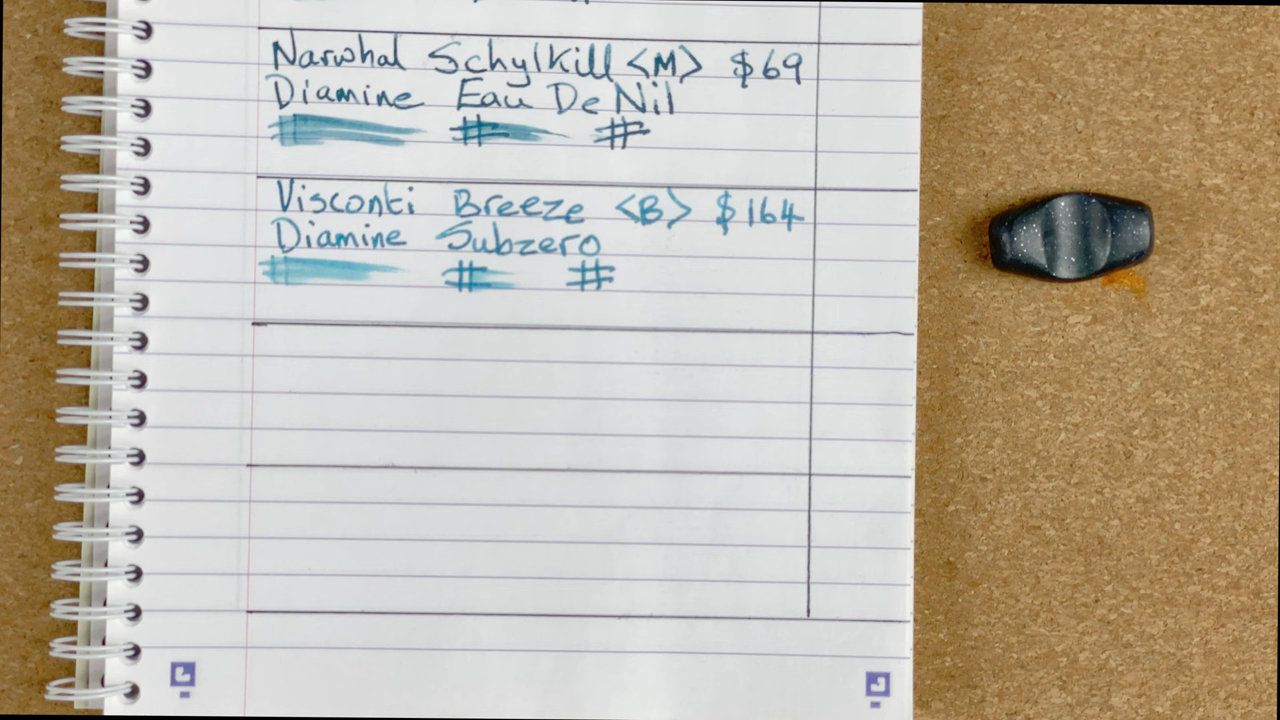 Narwhal Schylkill <M> $69
Diamine Eau De Nil
# #
Visconti Breeze <B> $164
Diamine Subzero
# #